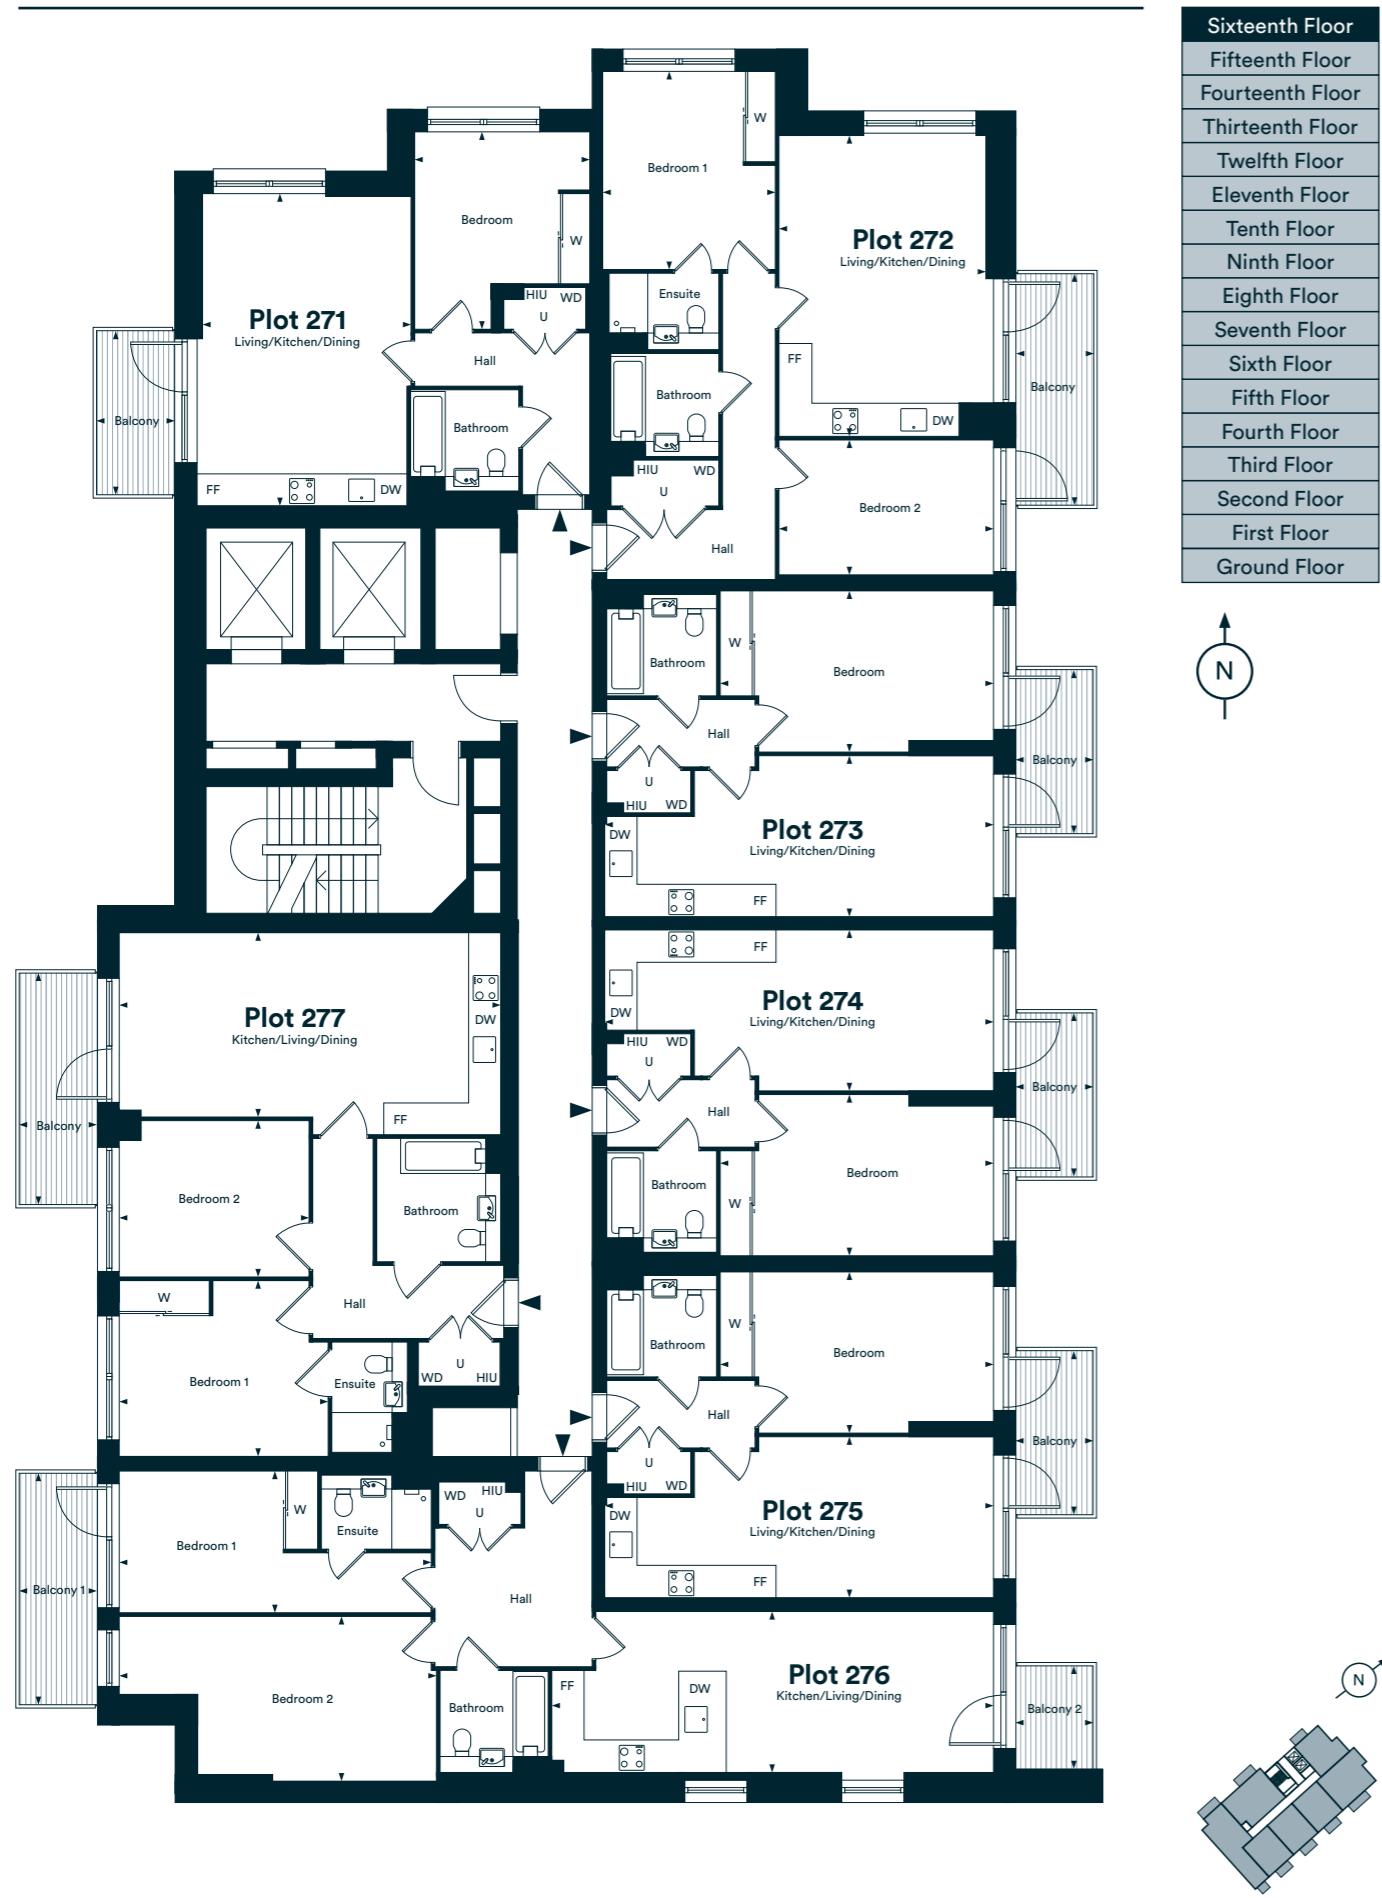 Sixteenth Floor
Fifteenth Floor
Fourteenth Floor
Thirteenth Floor
Twelfth Floor
Eleventh Floor
Tenth Floor
Ninth Floor
Eighth Floor
Seventh Floor
Sixth Floor
Fifth Floor
Fourth Floor
Third Floor
Second Floor
First Floor
Ground Floor
N
Plot 271
Living/Kitchen/Dining
Balcony
FF
DW
Bedroom
W
HIU
WD
U
Hall
Bathroom
Bedroom 1
W
Plot 272
Living/Kitchen/Dining
Ensuite
FF
Balcony
Bathroom
DW
HIU
WD
U
Bedroom 2
Hall
Bathroom
W
Bedroom
Hall
Balcony
U
HIU
WD
Plot 273
Living/Kitchen/Dining
DW
FF
FF
Plot 274
Living/Kitchen/Dining
DW
HIU
WD
U
Hall
Balcony
Bathroom
W
Bedroom
Plot 277
Kitchen/Living/Dining
DW
FF
Balcony
Bedroom 2
Bathroom
W
Hall
Bedroom 1
Ensuite
U
WD
HIU
Bathroom
W
Bedroom
Hall
Balcony
U
HIU
WD
Plot 275
Living/Kitchen/Dining
DW
FF
Bedroom 1
W
Ensuite
WD
HIU
U
Balcony 1
Hall
Bedroom 2
Bathroom
FF
DW
Plot 276
Kitchen/Living/Dining
Balcony 2
N